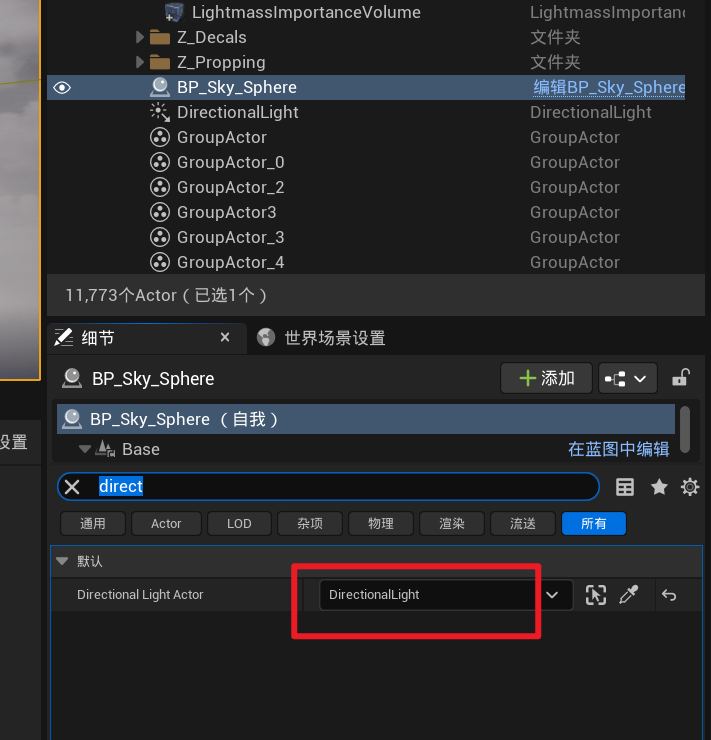 LightmassImportanceVolume LightmassImportanc
Z_Decals 文件夹
Z_Propping 文件夹
BP_Sky_Sphere 编辑BP_Sky_Sphere
DirectionalLight DirectionalLight
GroupActor GroupActor
GroupActor_0 GroupActor
GroupActor_2 GroupActor
GroupActor3 GroupActor
GroupActor_3 GroupActor
GroupActor_4 GroupActor
11,773个Actor（已选1个）
细节 世界场景设置
BP_Sky_Sphere 添加
BP_Sky_Sphere （自我）
设置
Base 在蓝图中编辑
direct
通用 Actor LOD 杂项 物理 渲染 流送 所有
默认
Directional Light Actor DirectionalLight